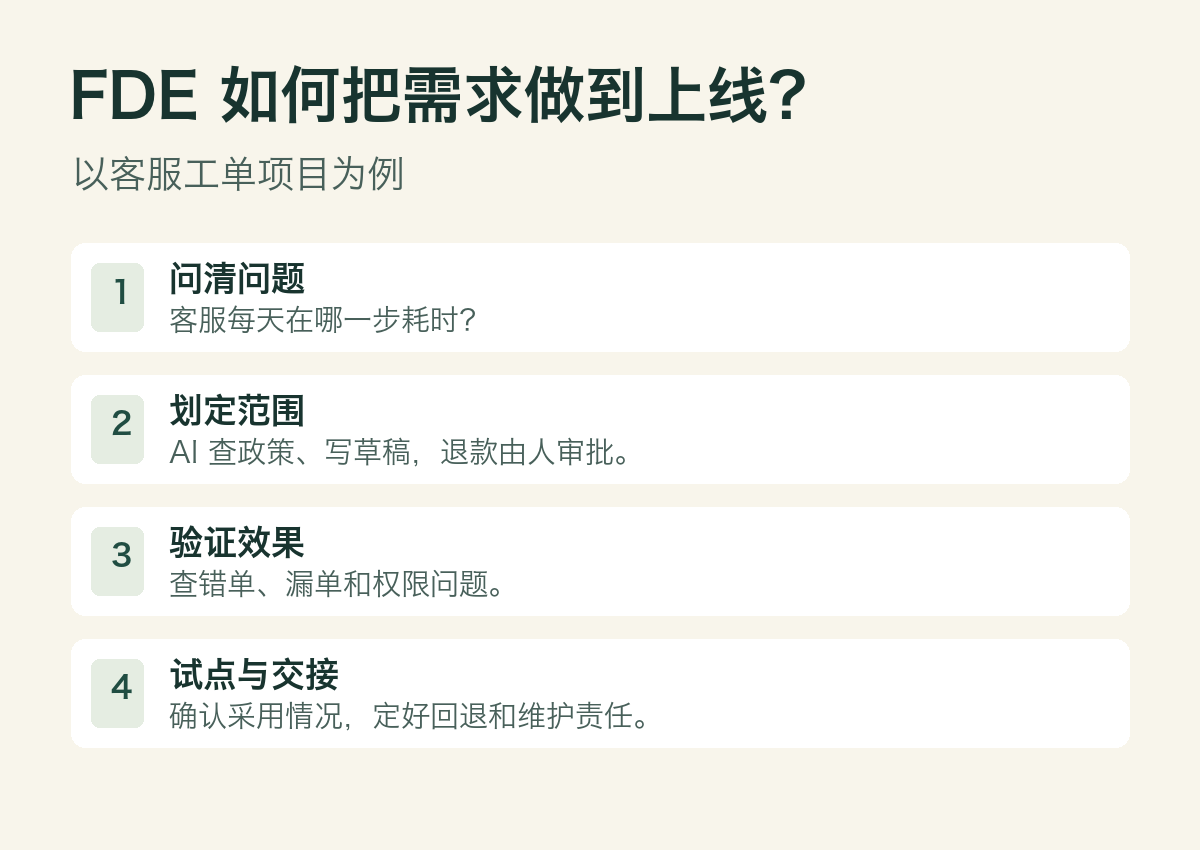 FDE 如何把需求做到上线?
以客服工单项目为例
1
问清问题
客服每天在哪一步耗时?
2
划定范围
AI 查政策、写草稿，退款由人审批。
3
验证效果
查错单、漏单和权限问题。
4
试点与交接
确认采用情况，定好回退和维护责任。